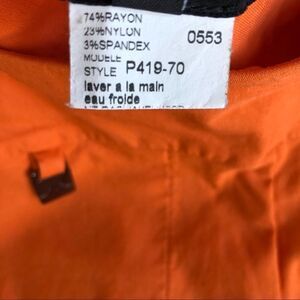 74%RAYON
23%NYLON
3%SPANDEX 0553
MODELE
STYLE P419-70
laver a la main
eau froide